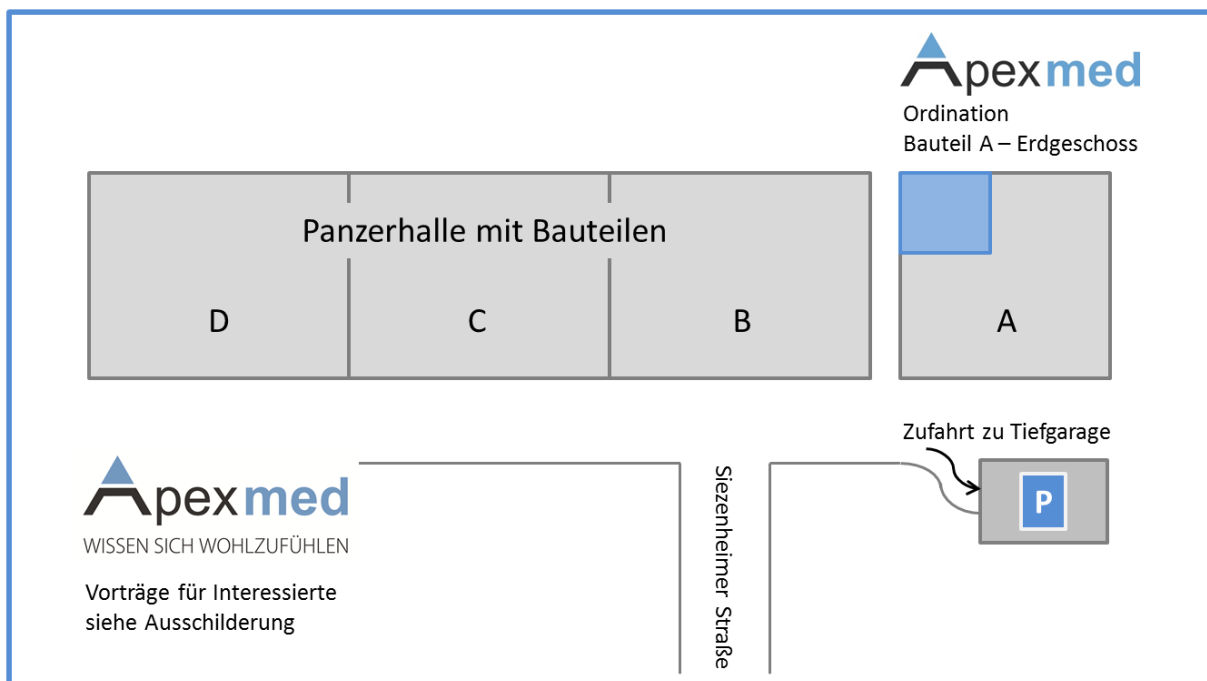 Apexmed
Ordination
Bauteil A – Erdgeschoss
Panzerhalle mit Bauteilen
D
C
B
A
Zufahrt zu Tiefgarage
P
Siezenheimer Straße
Apexmed
WISSEN SICH WOHLZUFÜHLEN
Vorträge für Interessierte
siehe Ausschilderung